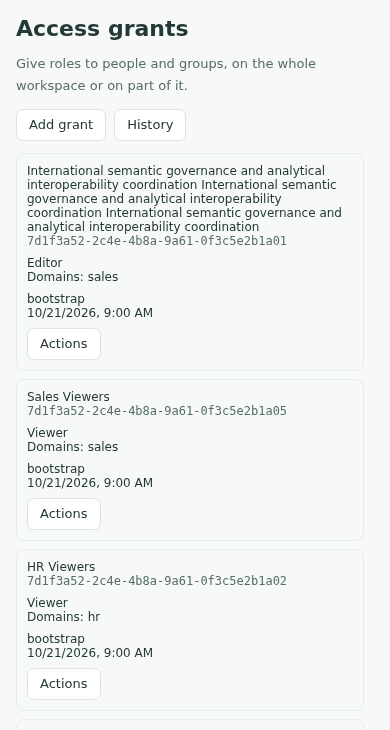 Access grants
Give roles to people and groups, on the whole
workspace or on part of it.
Add grant
History
International semantic governance and analytical
interoperability coordination International semantic
governance and analytical interoperability
coordination International semantic governance and
analytical interoperability coordination
7d1f3a52-2c4e-4b8a-9a61-0f3c5e2b1a01
Editor
Domains: sales
bootstrap
10/21/2026, 9:00 AM
Actions
Sales Viewers
7d1f3a52-2c4e-4b8a-9a61-0f3c5e2b1a05
Viewer
Domains: sales
bootstrap
10/21/2026, 9:00 AM
Actions
HR Viewers
7d1f3a52-2c4e-4b8a-9a61-0f3c5e2b1a02
Viewer
Domains: hr
bootstrap
10/21/2026, 9:00 AM
Actions